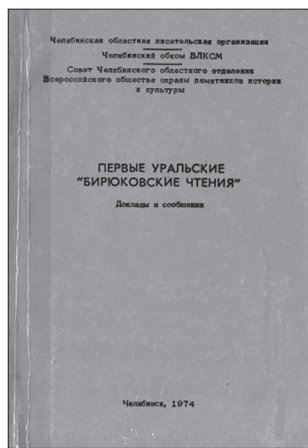 Челябинская областная писательская организация
Челябинский обком ВЛКСМ
Совет Челябинского областного отделения
Всероссийского общества охраны памятников истории
и культуры
ПЕРВЫЕ УРАЛЬСКИЕ
"БИРЮКОВСКИЕ ЧТЕНИЯ"
Доклады и сообщения
Челябинск, 1974